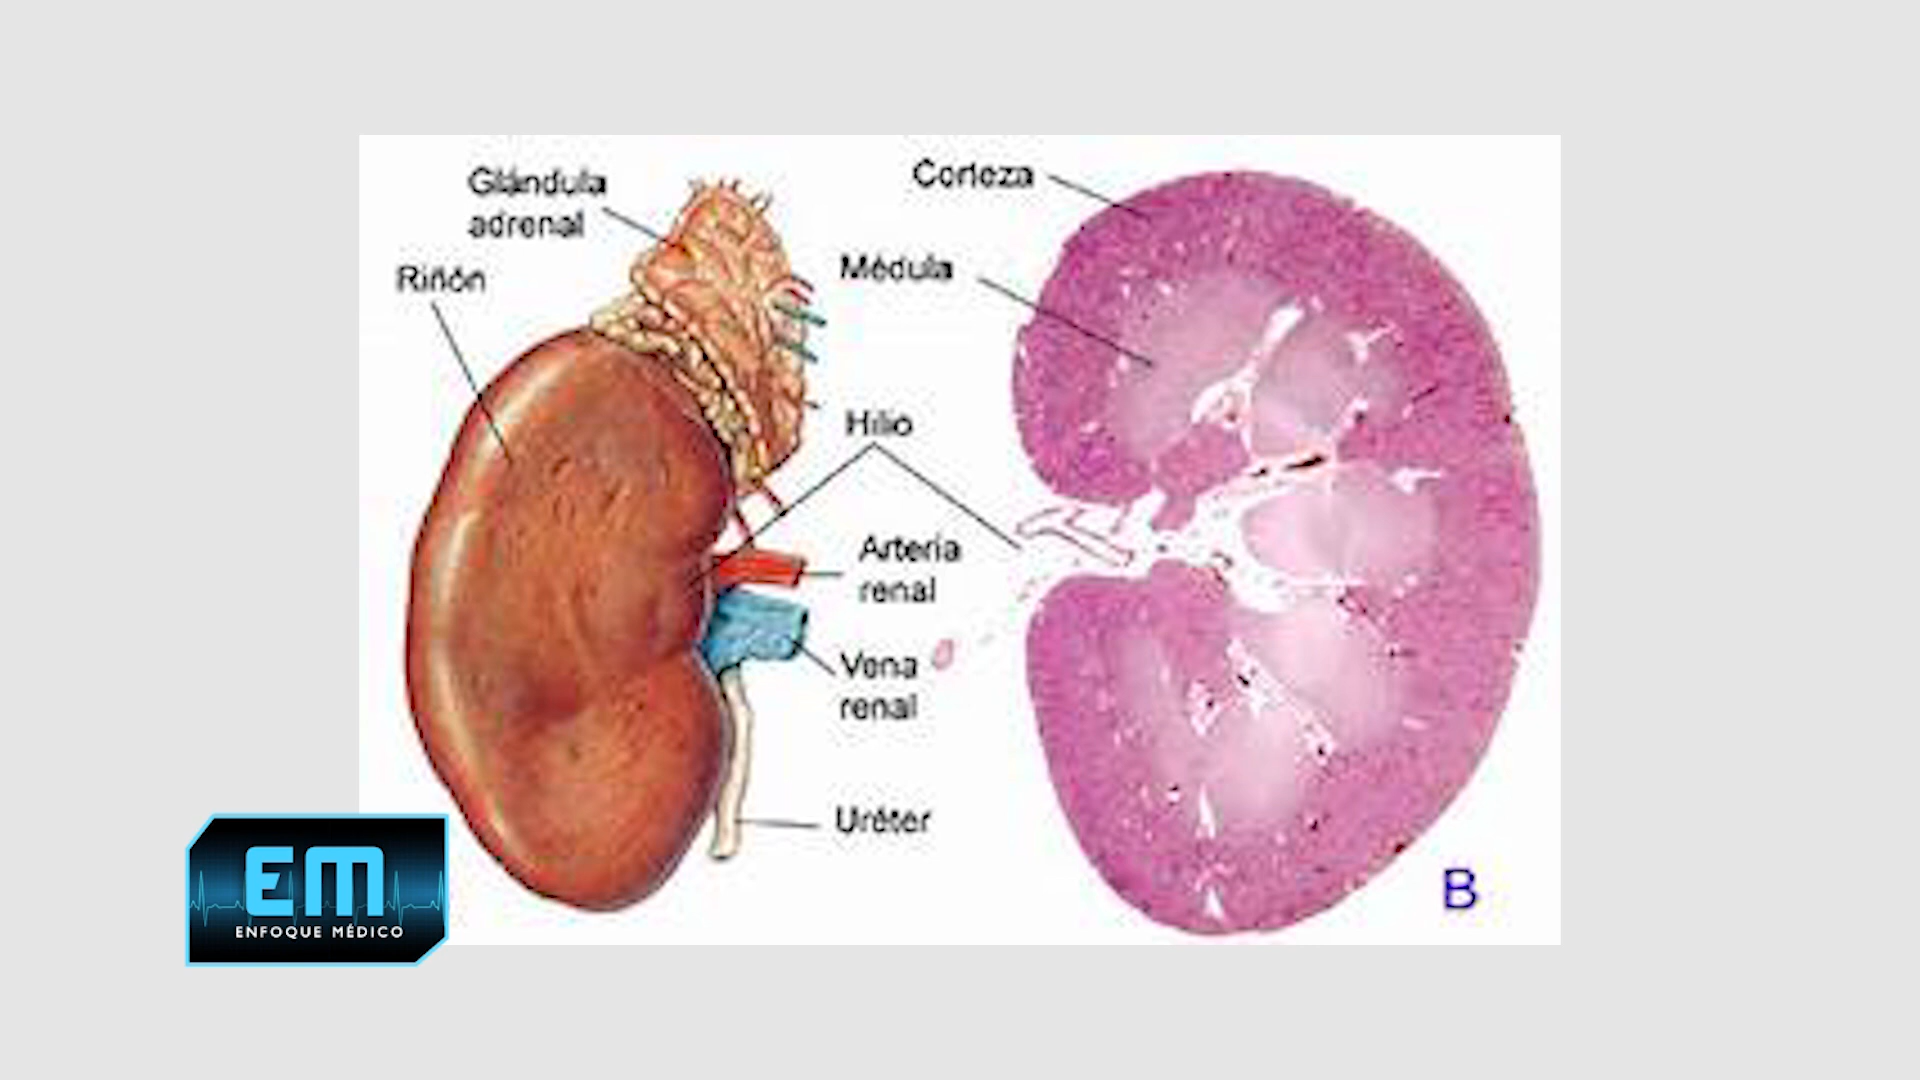 Glándula
adrenal
Riñón
Corteza
Médula
Hilio
Arteria
renal
Vena
renal
Uréter
B
EM
ENFOQUE MÉDICO